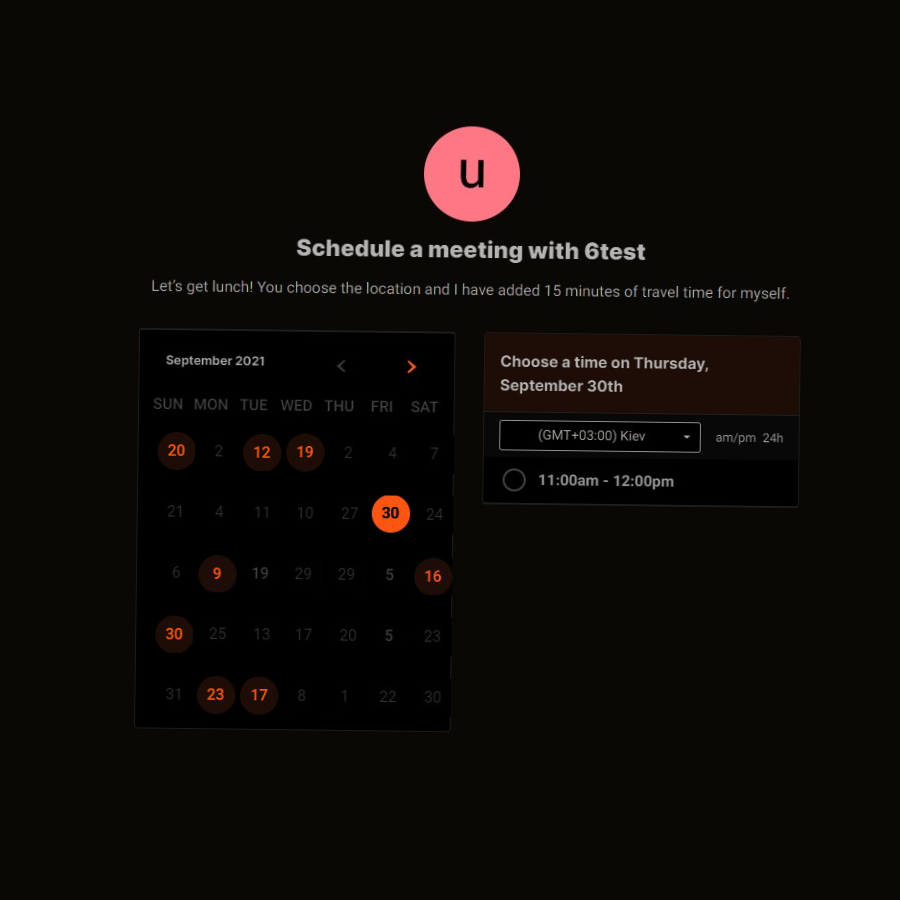 u
Schedule a meeting with 6test
Let's get lunch! You choose the location and I have added 15 minutes of travel time for myself.
September 2021
SUN MON TUE WED THU FRI SAT
20 2 12 19 2 4 7
21 4 11 10 27 30 24
6 9 19 29 29 5 16
30 25 13 17 20 5 23
31 23 17 8 1 22 30
Choose a time on Thursday,
September 30th
(GMT+03:00) Kiev am/pm 24h
11:00am - 12:00pm